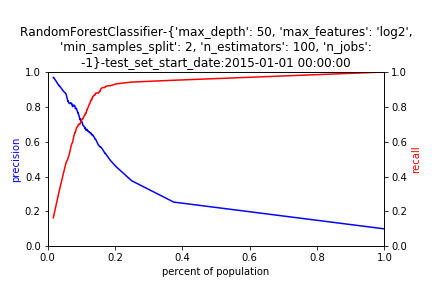 RandomForestClassifier-{'max_depth': 50, 'max_features': 'log2',
'min_samples_split': 2, 'n_estimators': 100, 'n_jobs':
-1}-test_set_start_date:2015-01-01 00:00:00
1.0 1.0
0.8 0.8
0.6 0.6
precision recall
0.4 0.4
0.2 0.2
0.0 0.0
0.0 0.2 0.4 0.6 0.8 1.0
percent of population